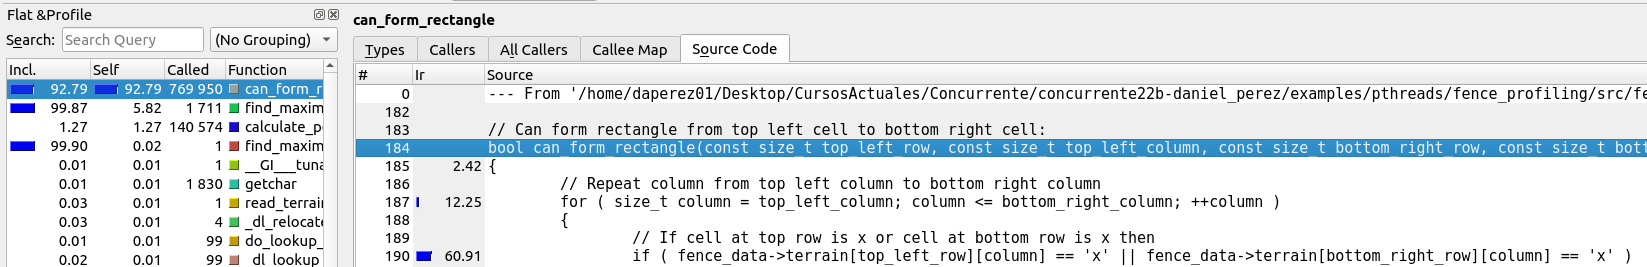 Flat &Profile
Search: Search Query (No Grouping)
Incl. Self Called Function
92.79 92.79 769 950 can_form_r
99.87 5.82 1 711 find_maxim
1.27 1.27 140 574 calculate_p
99.90 0.02 1 find_maxim
0.01 0.01 1 __GI___tuna
0.01 0.01 1 830 getchar
0.03 0.01 1 read_terrain
0.03 0.01 4 _dl_relocate
0.01 0.01 99 do_lookup_
0.02 0.01 99 _dl_lookup
can_form_rectangle
Types Callers All Callers Callee Map Source Code
# Ir Source
0 --- From '/home/daperez01/Desktop/CursosActuales/Concurrente/concurrente22b-daniel_perez/examples/pthreads/fence_profiling/src/fe
182
183 // Can form rectangle from top left cell to bottom right cell:
184 bool can_form_rectangle(const size_t top_left_row, const size_t top_left_column, const size_t bottom_right_row, const size_t bott
185 2.42 {
186 // Repeat column from top left column to bottom right column
187 12.25 for ( size_t column = top_left_column; column <= bottom_right_column; ++column )
188 {
189 // If cell at top row is x or cell at bottom row is x then
190 60.91 if ( fence_data->terrain[top_left_row][column] == 'x' || fence_data->terrain[bottom_right_row][column] == 'x' )